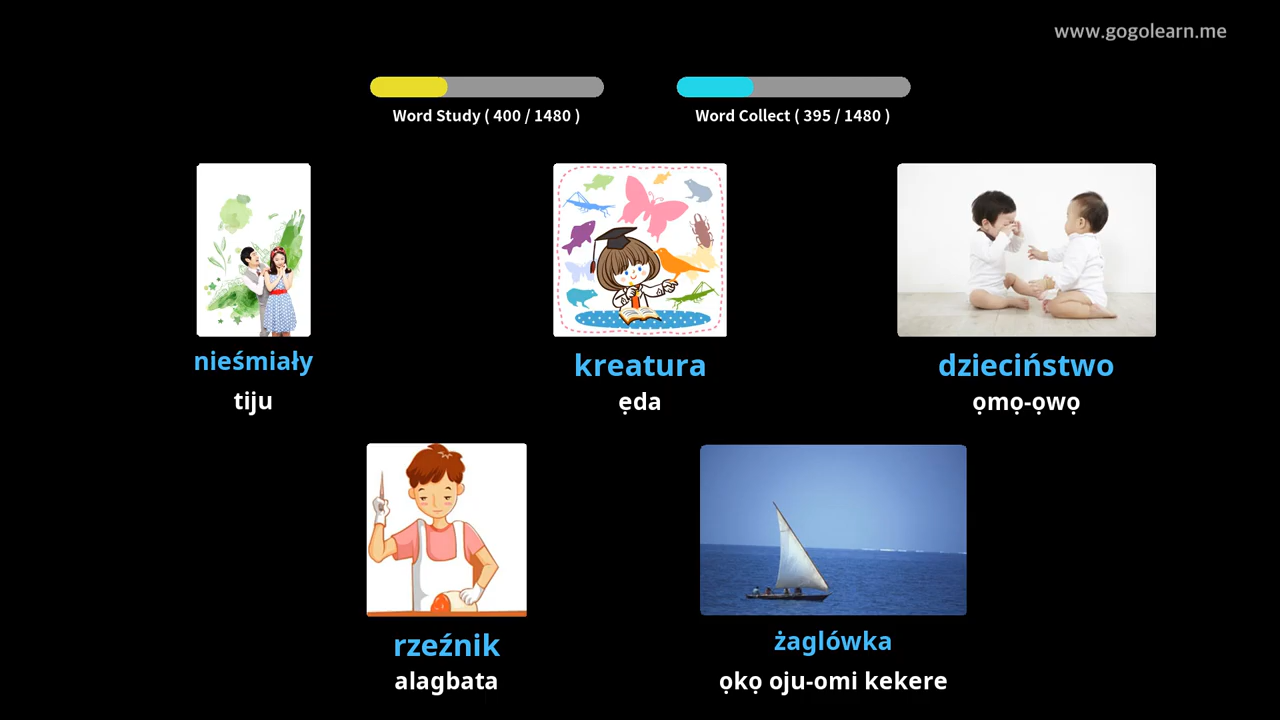 www.gogolearn.me
Word Study ( 400 / 1480 )
Word Collect ( 395 / 1480 )
nieśmiały
tiju
kreatura
ẹda
dzieciństwo
ọmọ-ọwọ
rzeźnik
alagbata
żaglówka
ọkọ oju-omi kekere